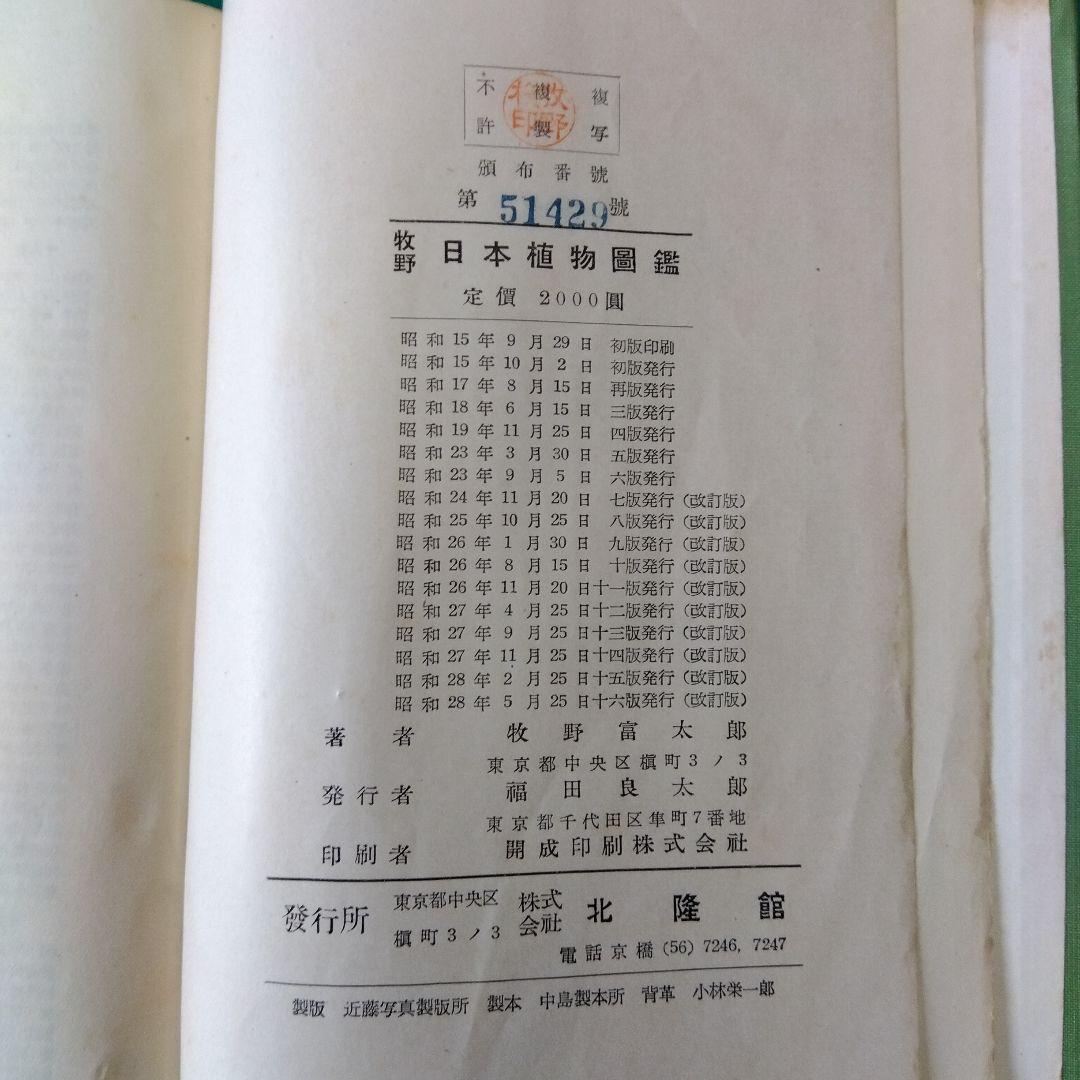 不 複 複
許 製 写
牧野
将印
頒布番號
第 51429 號
牧野 日本植物圖鑑
定價 2000圓
昭和15年9月29日 初版印刷
昭和15年10月2日 初版発行
昭和17年8月15日 再版発行
昭和18年6月15日 三版発行
昭和19年11月25日 四版発行
昭和23年3月30日 五版発行
昭和23年9月5日 六版発行
昭和24年11月20日 七版発行(改訂版)
昭和25年10月25日 八版発行(改訂版)
昭和26年1月30日 九版発行(改訂版)
昭和26年8月15日 十版発行(改訂版)
昭和26年11月20日十一版発行(改訂版)
昭和27年4月25日十二版発行(改訂版)
昭和27年9月25日十三版発行(改訂版)
昭和27年11月25日十四版発行(改訂版)
昭和28年2月25日十五版発行(改訂版)
昭和28年5月25日十六版発行(改訂版)
著者 牧野富太郎
東京都中央区槇町3ノ3
発行者 福田良太郎
東京都千代田区隼町7番地
印刷者 開成印刷株式会社
發行所 東京都中央区槇町3ノ3 株式会社 北隆館
電話京橋(56)7246,7247
製版 近藤写真製版所 製本 中島製本所 背革 小林栄一郎